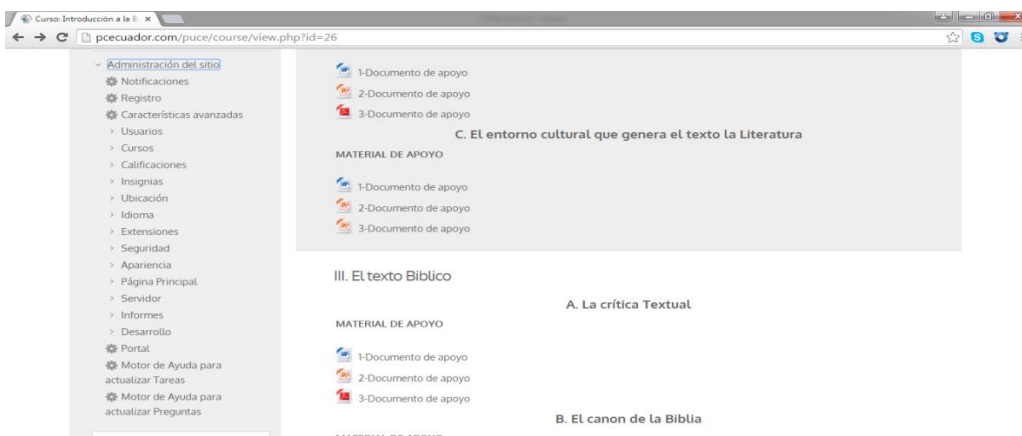 Curso: Introducción a la B
pcecuador.com/puce/course/view.php?id=26
Administración del sitio
Notificaciones
Registro
Características avanzadas
Usuarios
Cursos
Calificaciones
Insignias
Ubicación
Idioma
Extensiones
Seguridad
Apariencia
Página Principal
Servidor
Informes
Desarrollo
Portal
Motor de Ayuda para
actualizar Tareas
Motor de Ayuda para
actualizar Preguntas
1-Documento de apoyo
2-Documento de apoyo
3-Documento de apoyo
C. El entorno cultural que genera el texto la Literatura
MATERIAL DE APOYO
1-Documento de apoyo
2-Documento de apoyo
3-Documento de apoyo
III. El texto Biblico
A. La crítica Textual
MATERIAL DE APOYO
1-Documento de apoyo
2-Documento de apoyo
3-Documento de apoyo
B. El canon de la Biblia
MATERIAL DE APOYO